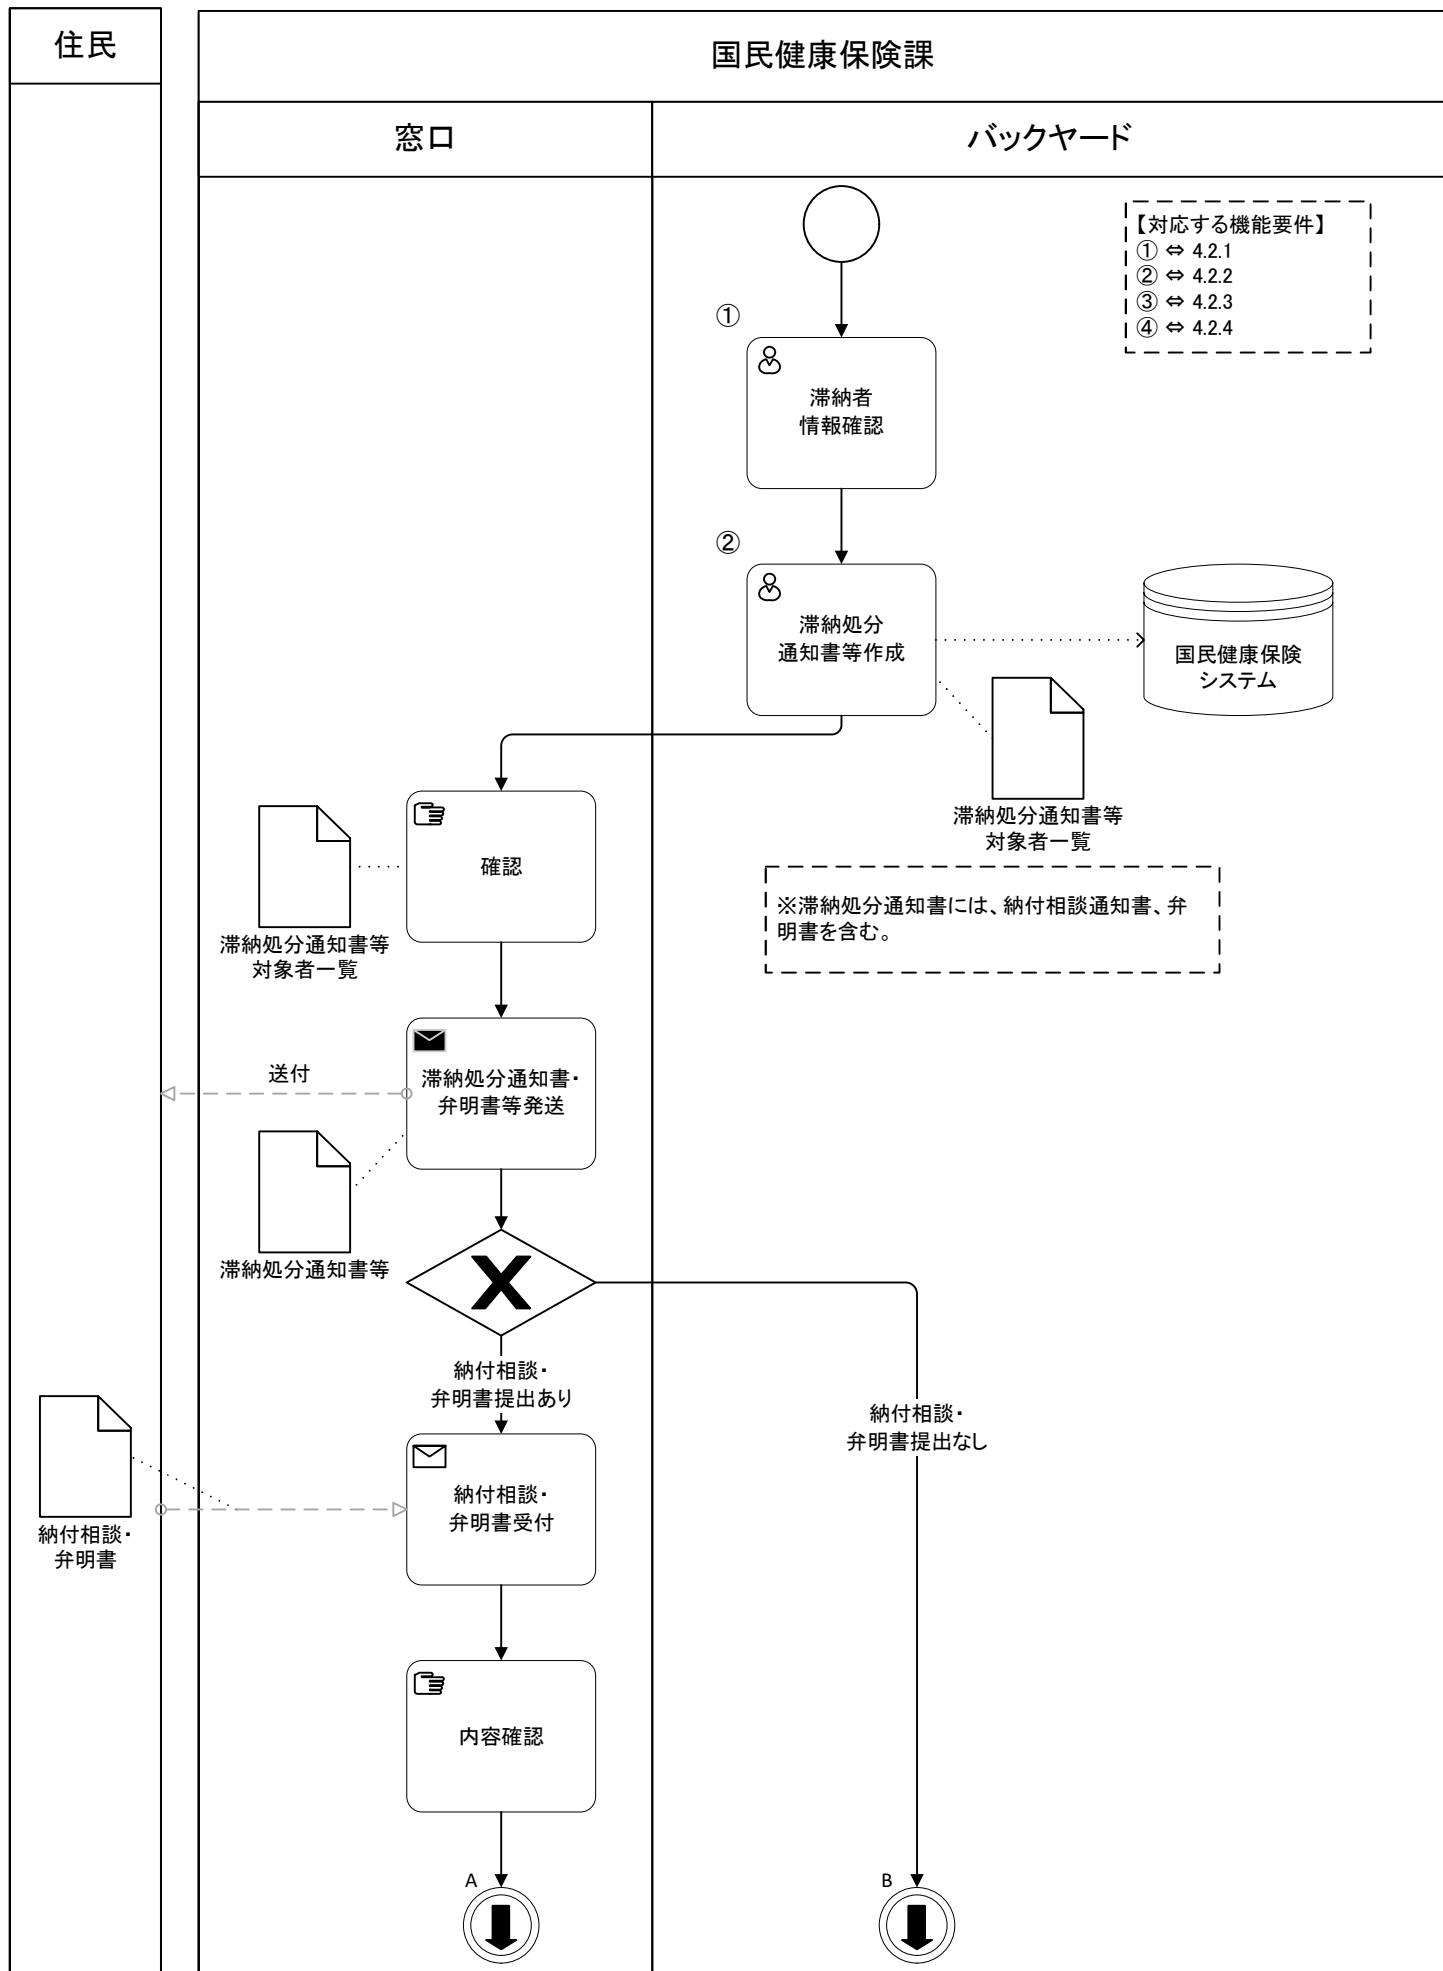 住民
国民健康保険課
窓口
バックヤード
【対応する機能要件】
① ⇔ 4.2.1
② ⇔ 4.2.2
③ ⇔ 4.2.3
④ ⇔ 4.2.4
①
滞納者
情報確認
②
滞納処分
通知書等作成
国民健康保険
システム
滞納処分通知書等
対象者一覧
確認
滞納処分通知書等
対象者一覧
※滞納処分通知書には、納付相談通知書、弁
明書を含む。
送付
滞納処分通知書・
弁明書等発送
滞納処分通知書等
納付相談・
弁明書提出あり
納付相談・
弁明書提出なし
納付相談・
弁明書
納付相談・
弁明書受付
内容確認
A
B